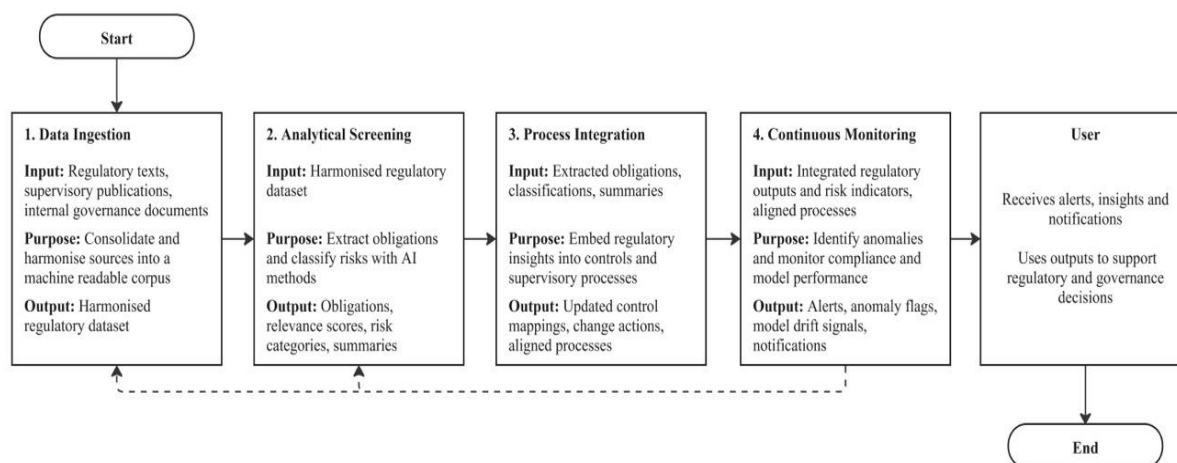 Start
1. Data Ingestion
Input: Regulatory texts,
supervisory publications,
internal governance documents
Purpose: Consolidate and
harmonise sources into a
machine readable corpus
Output: Harmonised
regulatory dataset
2. Analytical Screening
Input: Harmonised regulatory
dataset
Purpose: Extract obligations
and classify risks with AI
methods
Output: Obligations,
relevance scores, risk
categories, summaries
3. Process Integration
Input: Extracted obligations,
classifications, summaries
Purpose: Embed regulatory
insights into controls and
supervisory processes
Output: Updated control
mappings, change actions,
aligned processes
4. Continuous Monitoring
Input: Integrated regulatory
outputs and risk indicators,
aligned processes
Purpose: Identify anomalies
and monitor compliance and
model performance
Output: Alerts, anomaly flags,
model drift signals,
notifications
User
Receives alerts, insights and
notifications
Uses outputs to support
regulatory and governance
decisions
End